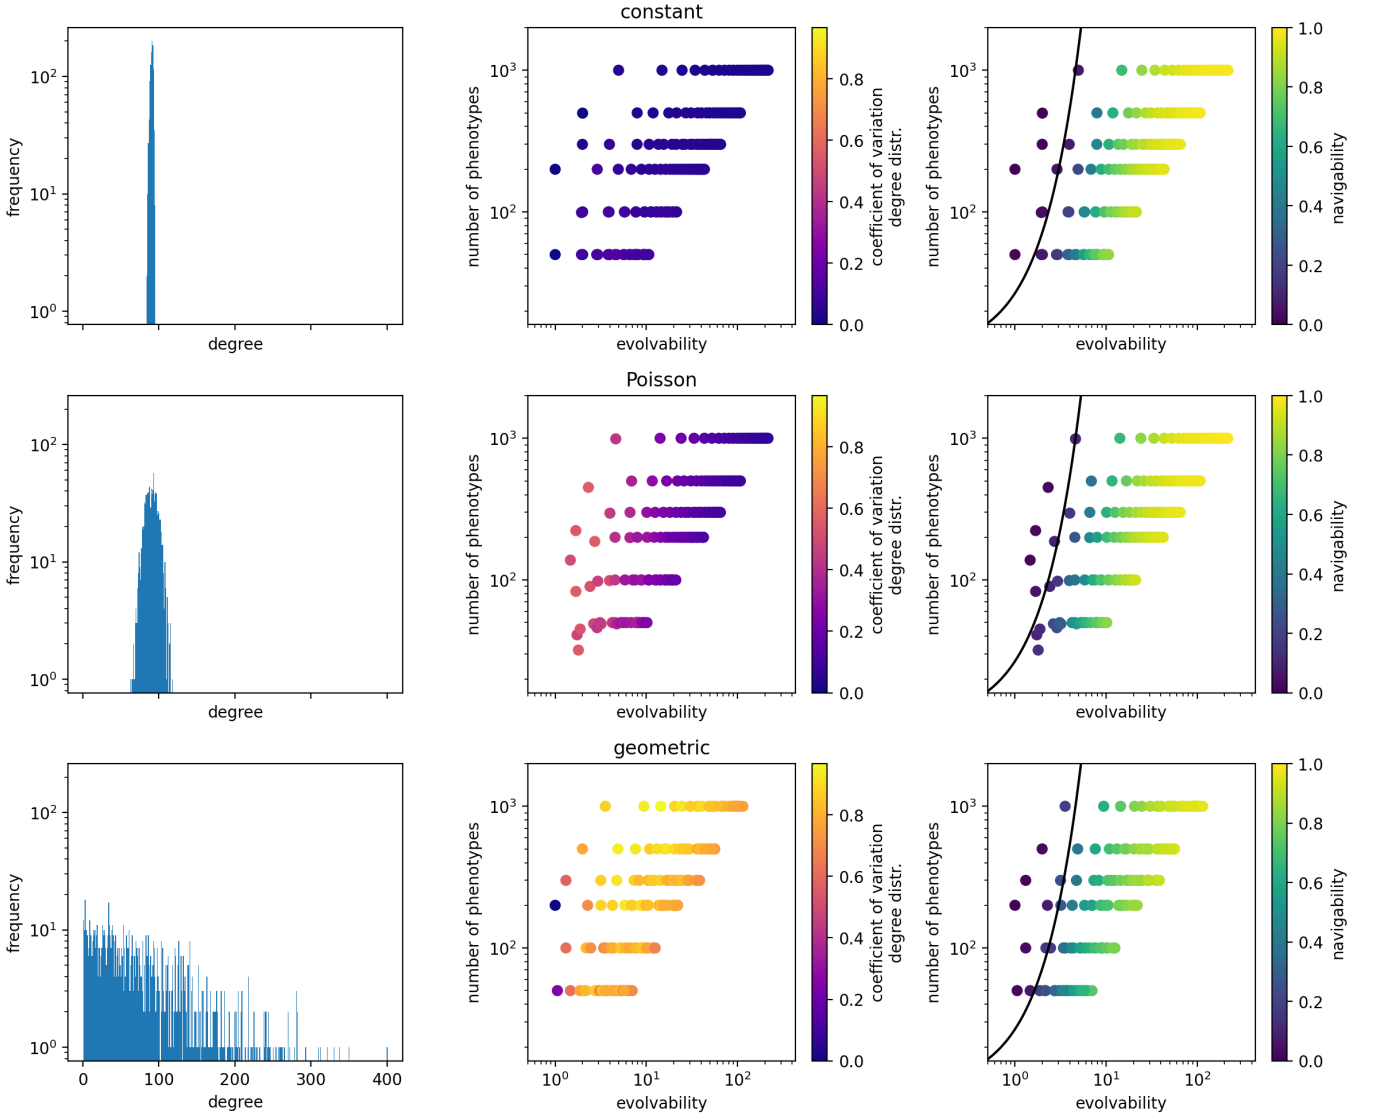 constant
10²
10¹
10⁰
frequency
degree
10³
10²
number of phenotypes
evolvability
0.8
0.6
0.4
0.2
0.0
coefficient of variation
degree distr.
10³
10²
number of phenotypes
evolvability
1.0
0.8
0.6
0.4
0.2
0.0
navigability
Poisson
10²
10¹
10⁰
frequency
degree
10³
10²
number of phenotypes
evolvability
0.8
0.6
0.4
0.2
0.0
coefficient of variation
degree distr.
10³
10²
number of phenotypes
evolvability
1.0
0.8
0.6
0.4
0.2
0.0
navigability
geometric
10²
10¹
10⁰
frequency
0 100 200 300 400
degree
10³
10²
number of phenotypes
10⁰ 10¹ 10²
evolvability
0.8
0.6
0.4
0.2
0.0
coefficient of variation
degree distr.
10³
10²
number of phenotypes
10⁰ 10¹ 10²
evolvability
1.0
0.8
0.6
0.4
0.2
0.0
navigability